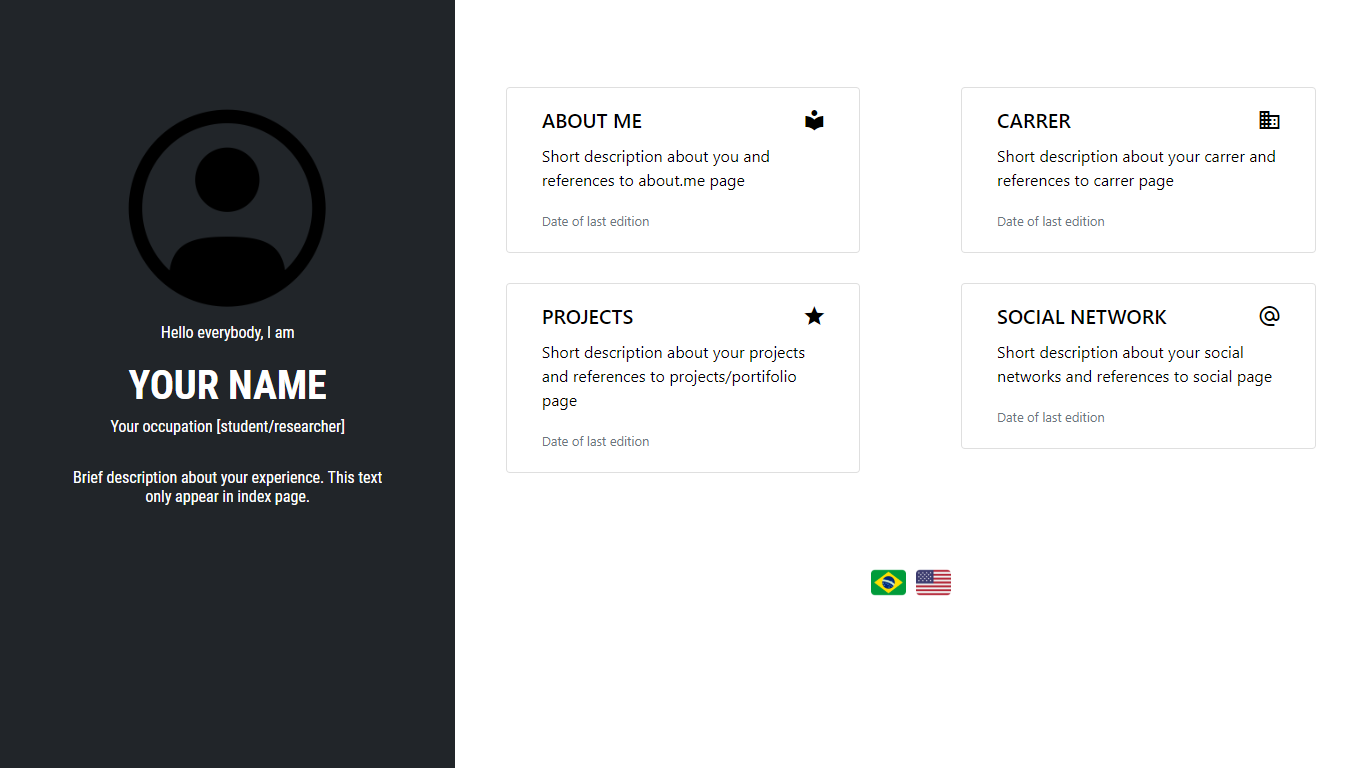 Hello everybody, I am
YOUR NAME
Your occupation [student/researcher]
Brief description about your experience. This text
only appear in index page.
ABOUT ME
Short description about you and
references to about.me page
Date of last edition
CARRER
Short description about your carrer and
references to carrer page
Date of last edition
PROJECTS
Short description about your projects
and references to projects/portifolio
page
Date of last edition
SOCIAL NETWORK
Short description about your social
networks and references to social page
Date of last edition